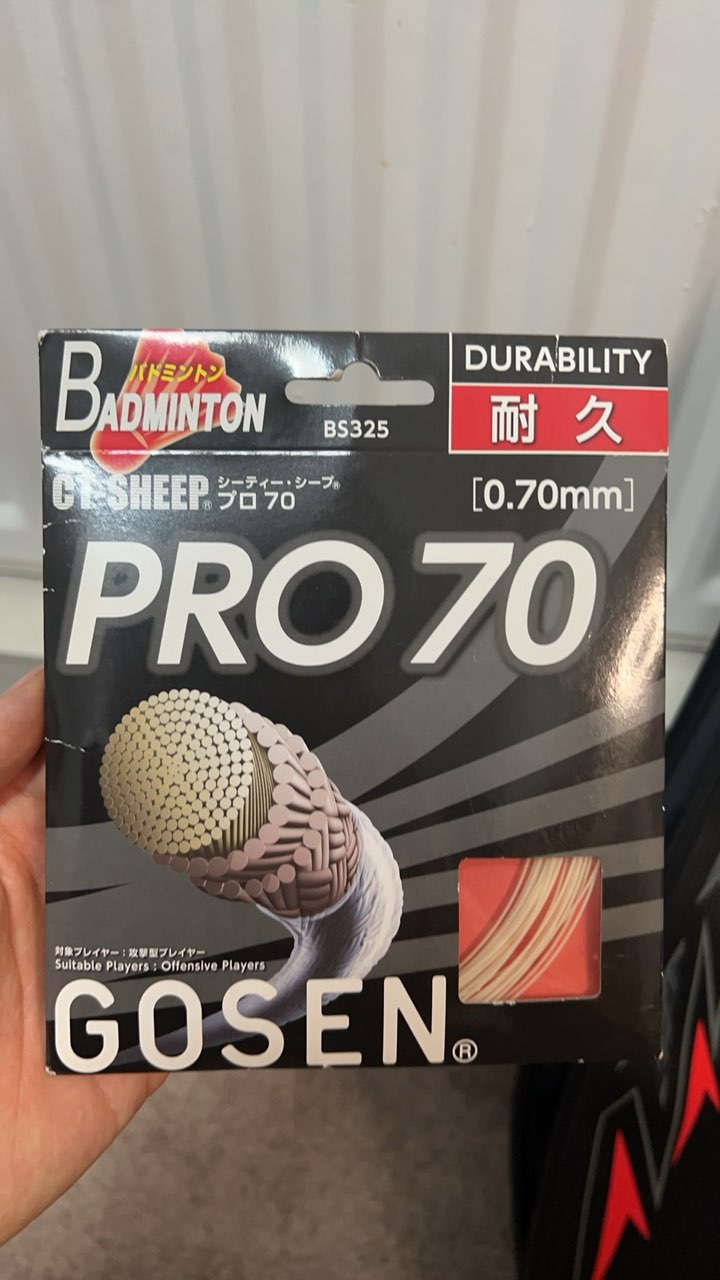 バドミントン
BADMINTON
BS325
DURABILITY
耐久
CT-SHEEP® シーティー・シープ®
プロ 70
[0.70mm]
PRO 70
対象プレイヤー：攻撃型プレイヤー
Suitable Players : Offensive Players
GOSEN®